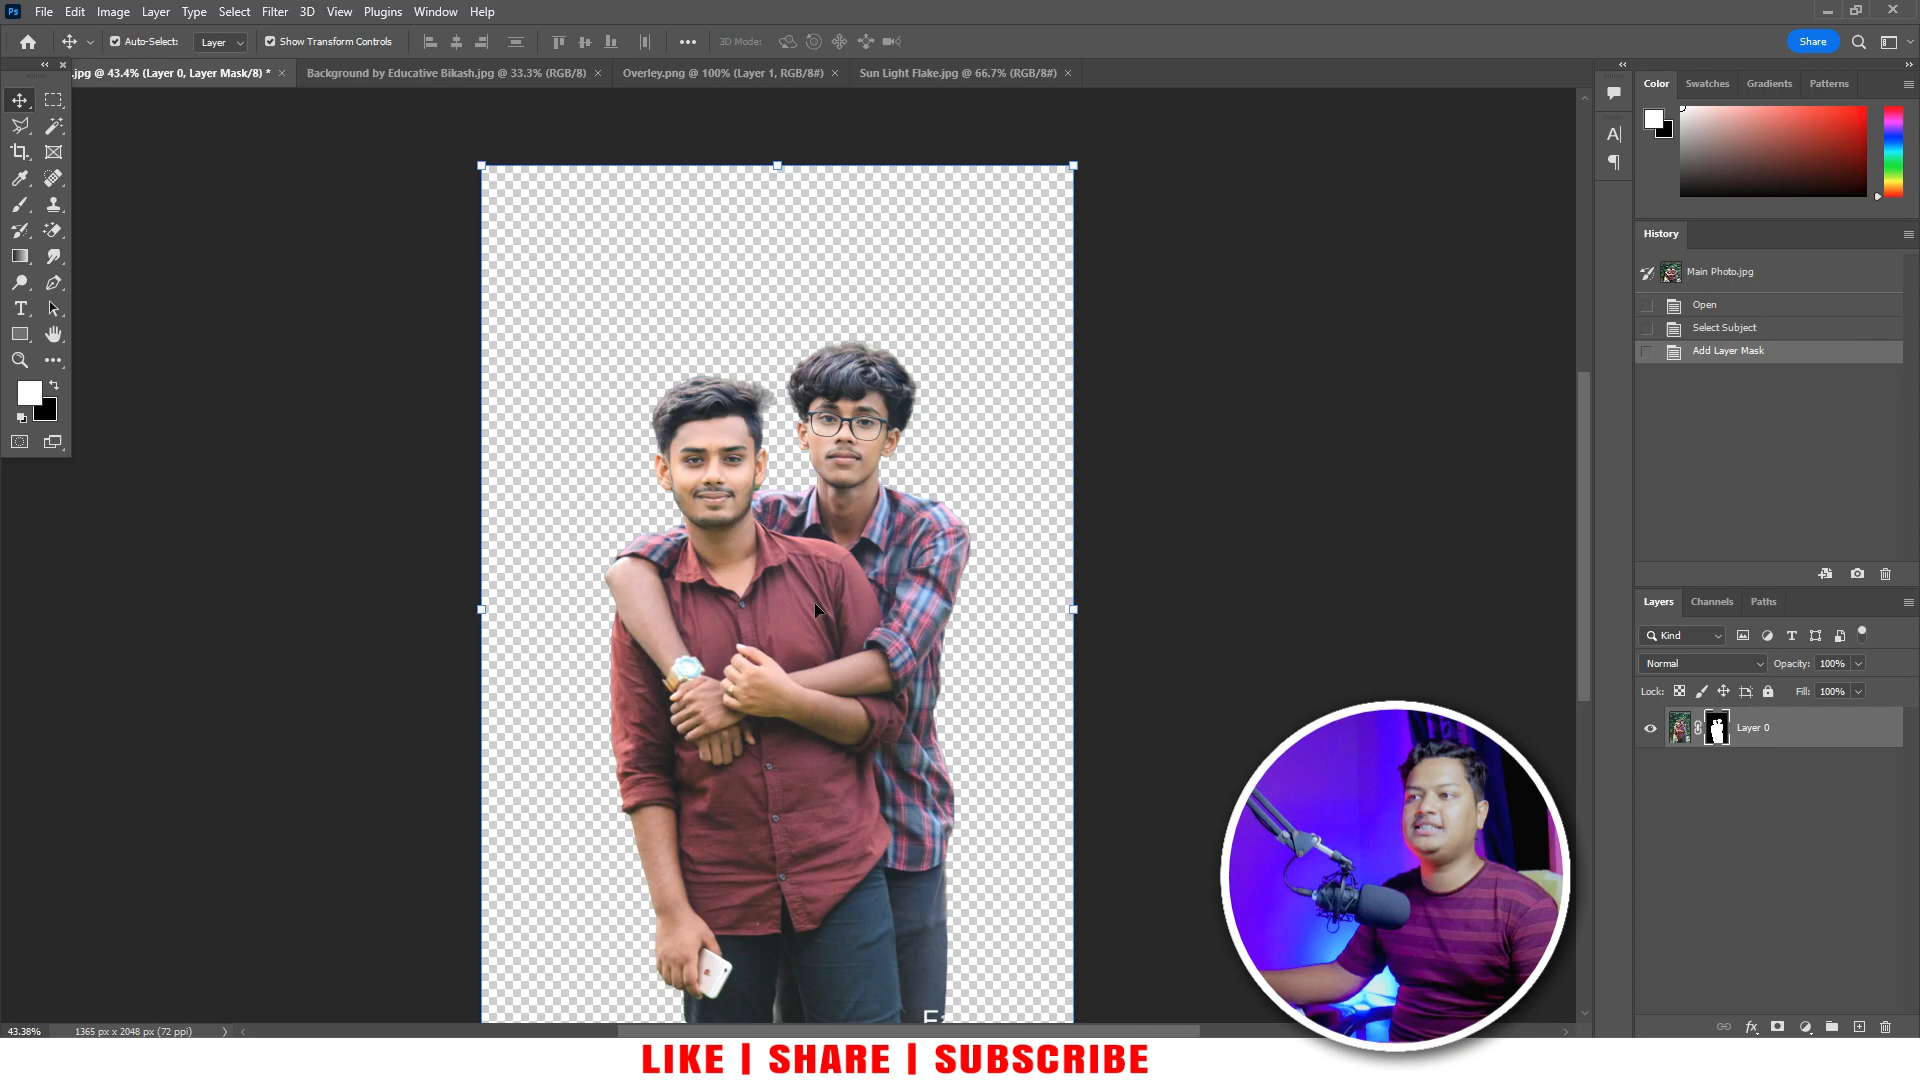 Ps File Edit Image Layer Type Select Filter 3D View Plugins Window Help
Auto-Select: Layer Show Transform Controls 3D Mode: Share
.jpg @ 43.4% (Layer 0, Layer Mask/8) * Background by Educative Bikash.jpg @ 33.3% (RGB/8) Overley.png @ 100% (Layer 1, RGB/8#) Sun Light Flake.jpg @ 66.7% (RGB/8#)
Color Swatches Gradients Patterns
History
Main Photo.jpg
Open
Select Subject
Add Layer Mask
Layers Channels Paths
Kind
Normal Opacity: 100%
Lock: Fill: 100%
Layer 0
43.38% 1365 px x 2048 px (72 ppi)
LIKE | SHARE | SUBSCRIBE